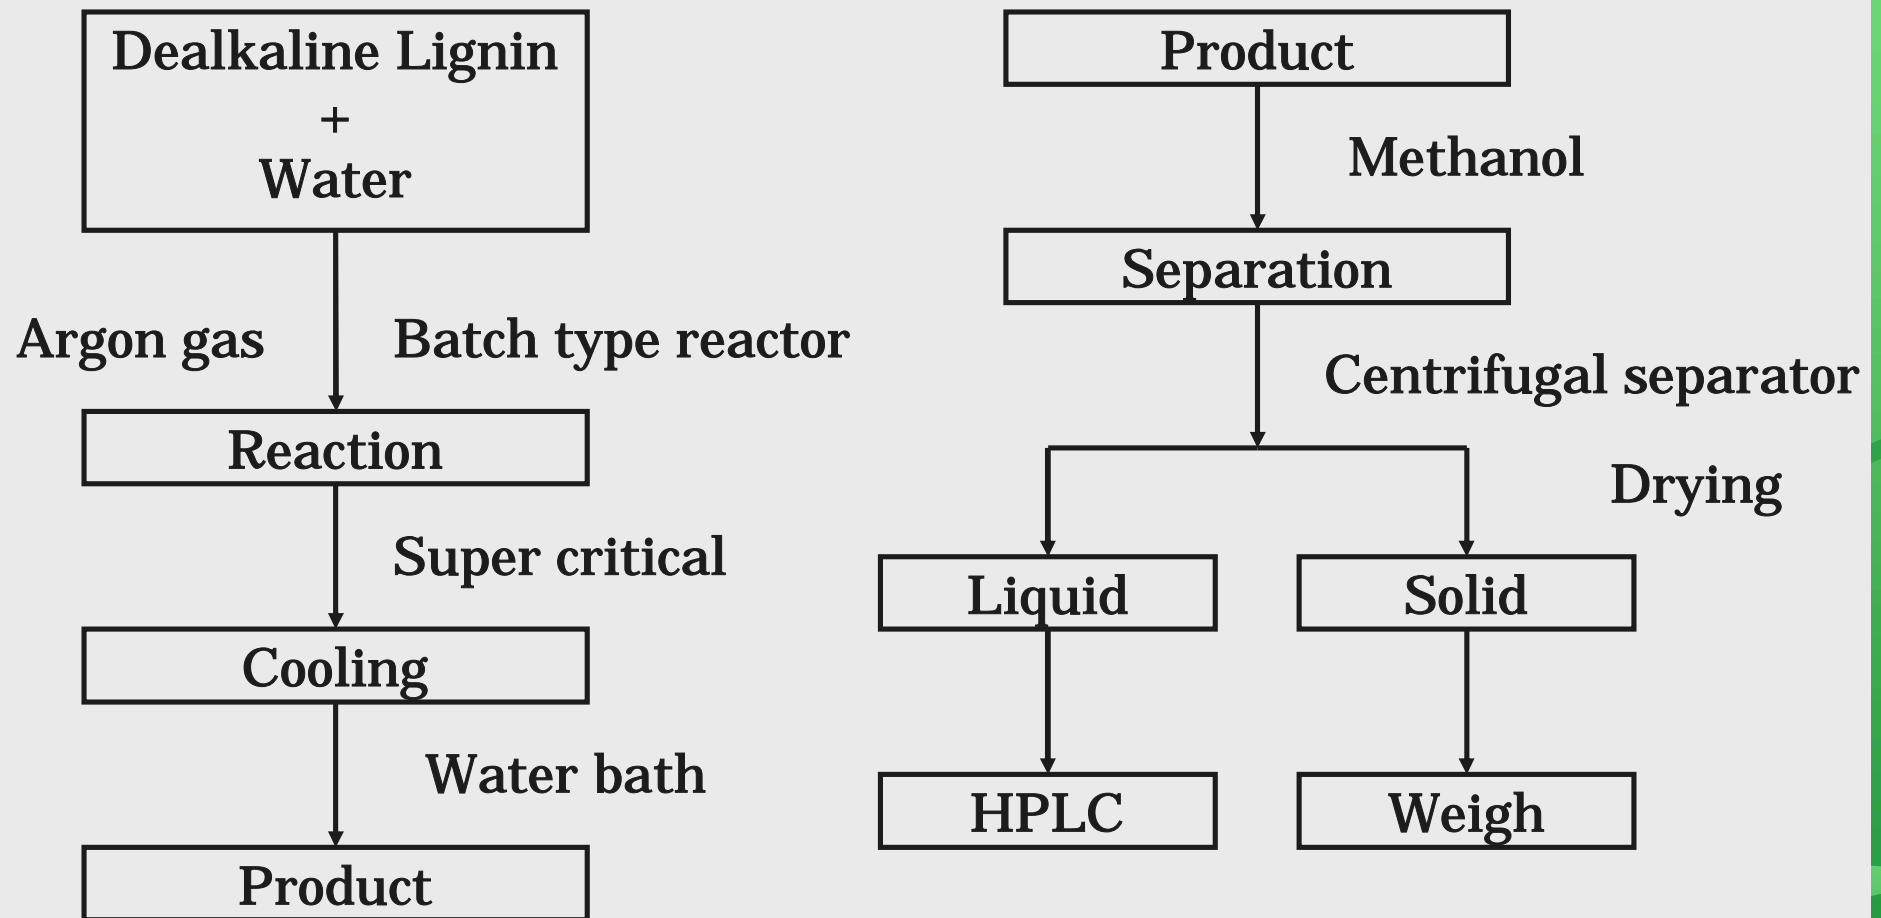 Dealkaline Lignin
+
Water
Argon gas
Batch type reactor
Reaction
Super critical
Cooling
Water bath
Product
Product
Methanol
Separation
Centrifugal separator
Drying
Liquid
Solid
HPLC
Weigh